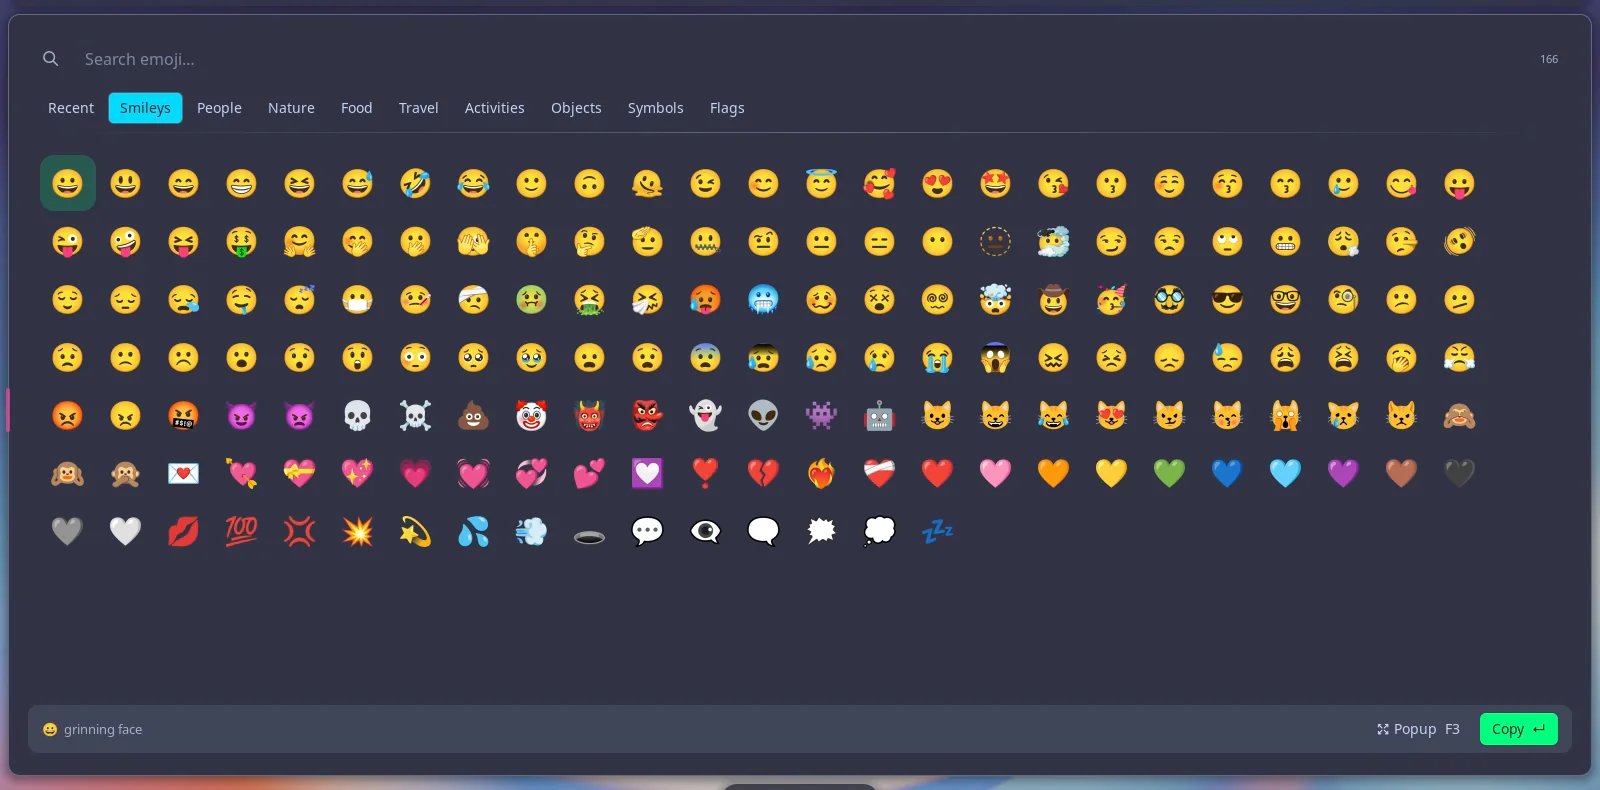 Search emoji...
166
Recent Smileys People Nature Food Travel Activities Objects Symbols Flags
😀 grinning face
Popup F3
Copy